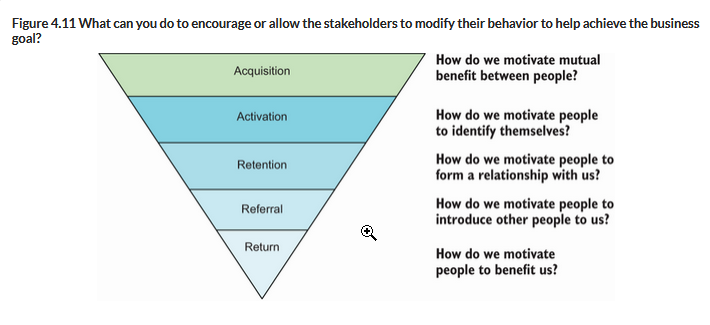 Figure 4.11 What can you do to encourage or allow the stakeholders to modify their behavior to help achieve the business
goal?
Acquisition
How do we motivate mutual
benefit between people?
Activation
How do we motivate people
to identify themselves?
Retention
How do we motivate people to
form a relationship with us?
Referral
How do we motivate people to
introduce other people to us?
Return
How do we motivate
people to benefit us?